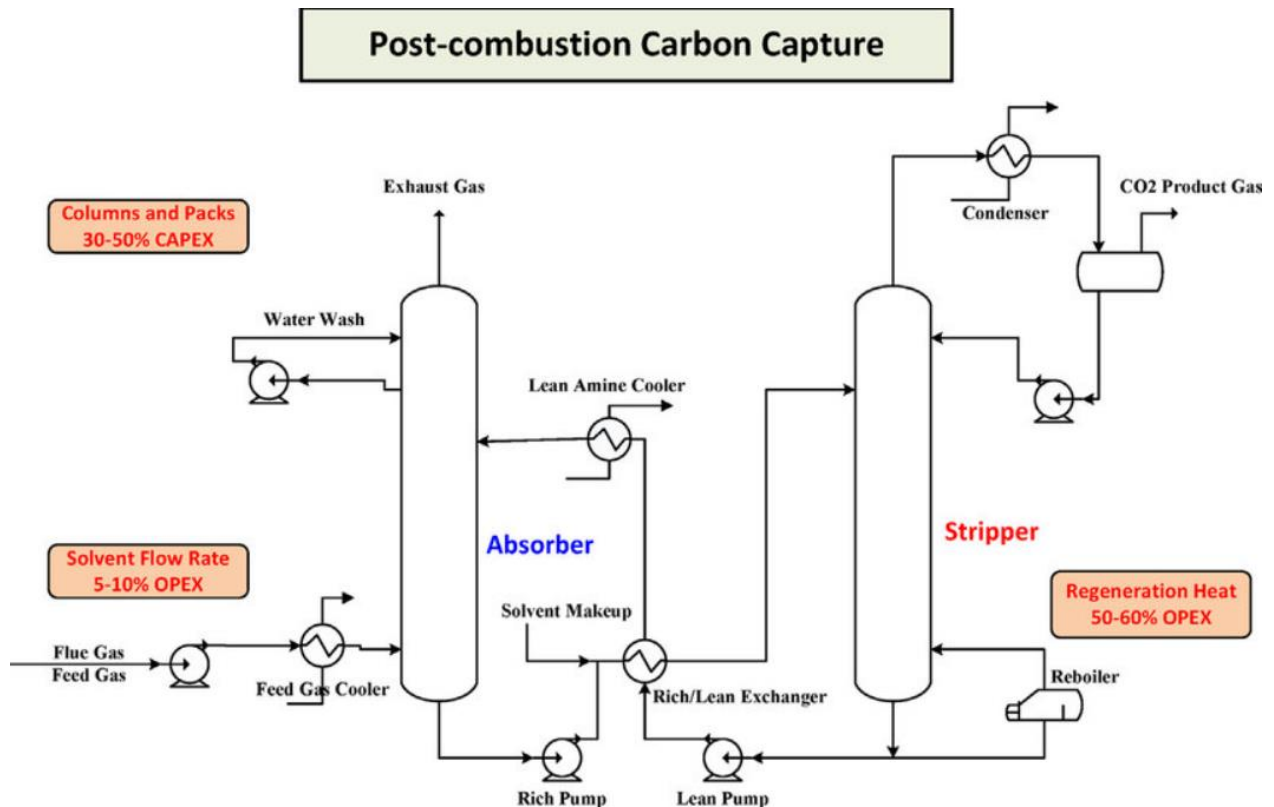 Post-combustion Carbon Capture
Exhaust Gas
CO2 Product Gas
Condenser
Columns and Packs
30-50% CAPEX
Water Wash
Lean Amine Cooler
Absorber
Stripper
Solvent Flow Rate
5-10% OPEX
Regeneration Heat
50-60% OPEX
Solvent Makeup
Flue Gas
Feed Gas
Feed Gas Cooler
Rich/Lean Exchanger
Reboiler
Rich Pump
Lean Pump